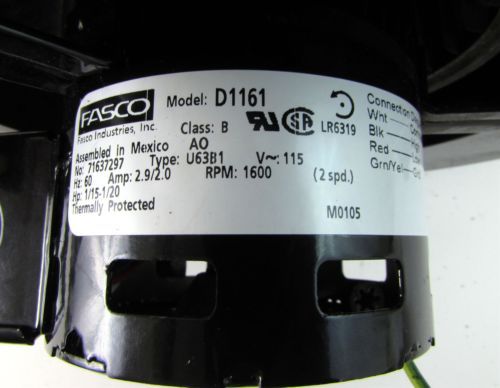 FASCO Model: D1161
Fasco Industries, Inc. Class: B LR6319
Assembled in Mexico AO
No: 71637297 Type: U63B1 V~: 115
Hz: 60 Amp: 2.9/2.0 RPM: 1600 (2 spd.)
Hp: 1/15-1/20
Thermally Protected M0105
Connection
Wht
Blk
Red
Grn/Yel